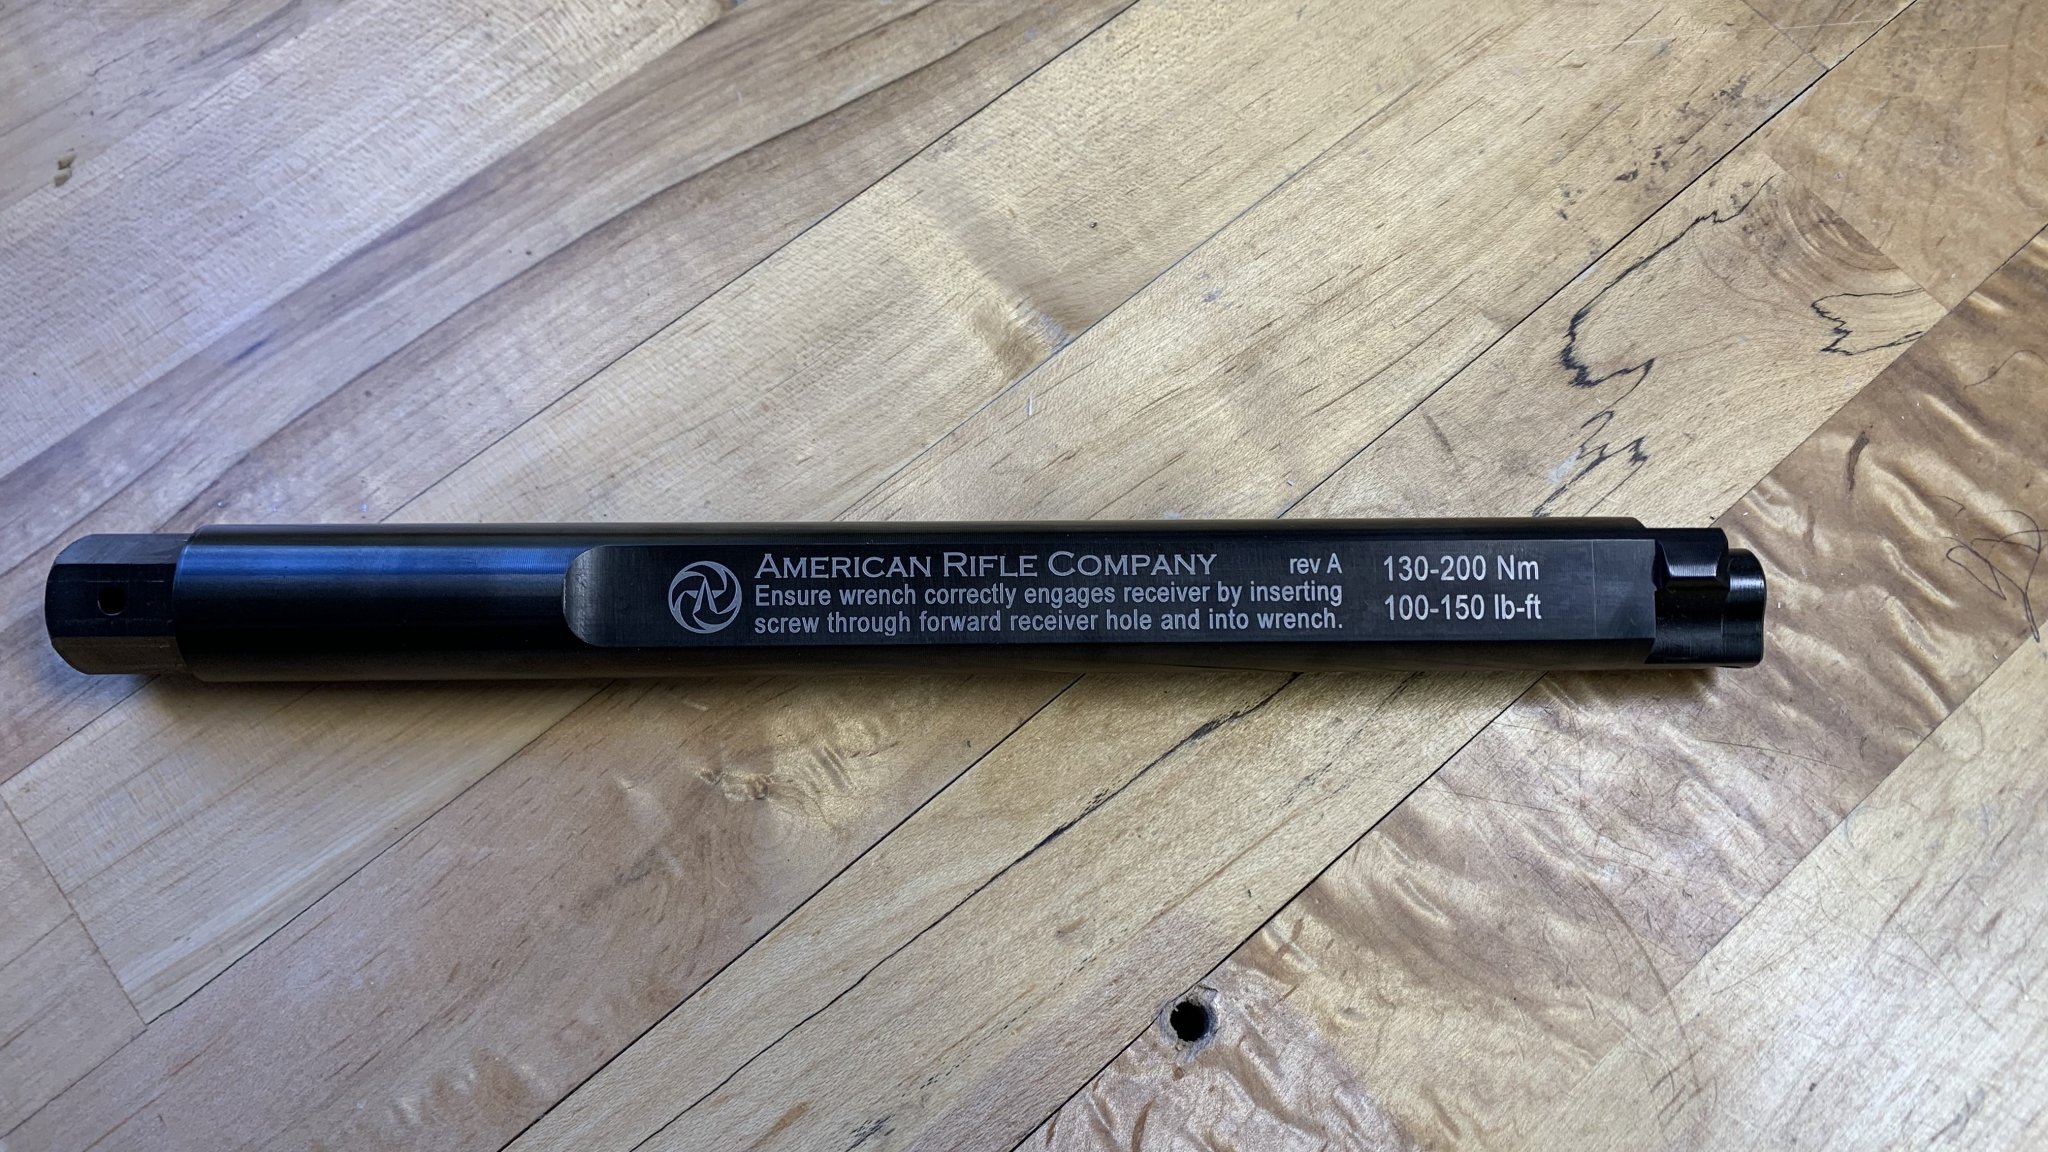 AMERICAN RIFLE COMPANY rev A
Ensure wrench correctly engages receiver by inserting
screw through forward receiver hole and into wrench.
130-200 Nm
100-150 lb-ft